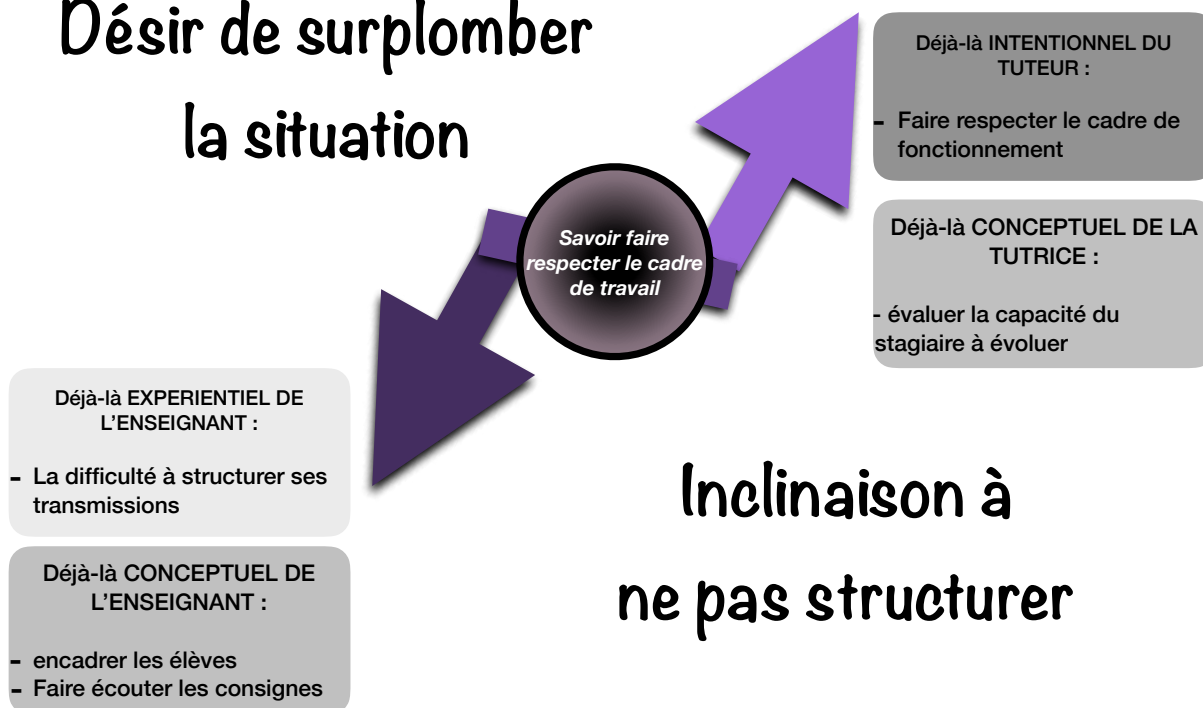 Désir de surplomber
la situation
Déjà-là INTENTIONNEL DU
TUTEUR :
- Faire respecter le cadre de
fonctionnement
Déjà-là CONCEPTUEL DE LA
TUTRICE :
- évaluer la capacité du
stagiaire à évoluer
Savoir faire
respecter le cadre
de travail
Déjà-là EXPERIENTIEL DE
L’ENSEIGNANT :
- La difficulté à structurer ses
transmissions
Déjà-là CONCEPTUEL DE
L’ENSEIGNANT :
- encadrer les élèves
- Faire écouter les consignes
Inclinaison à
ne pas structurer